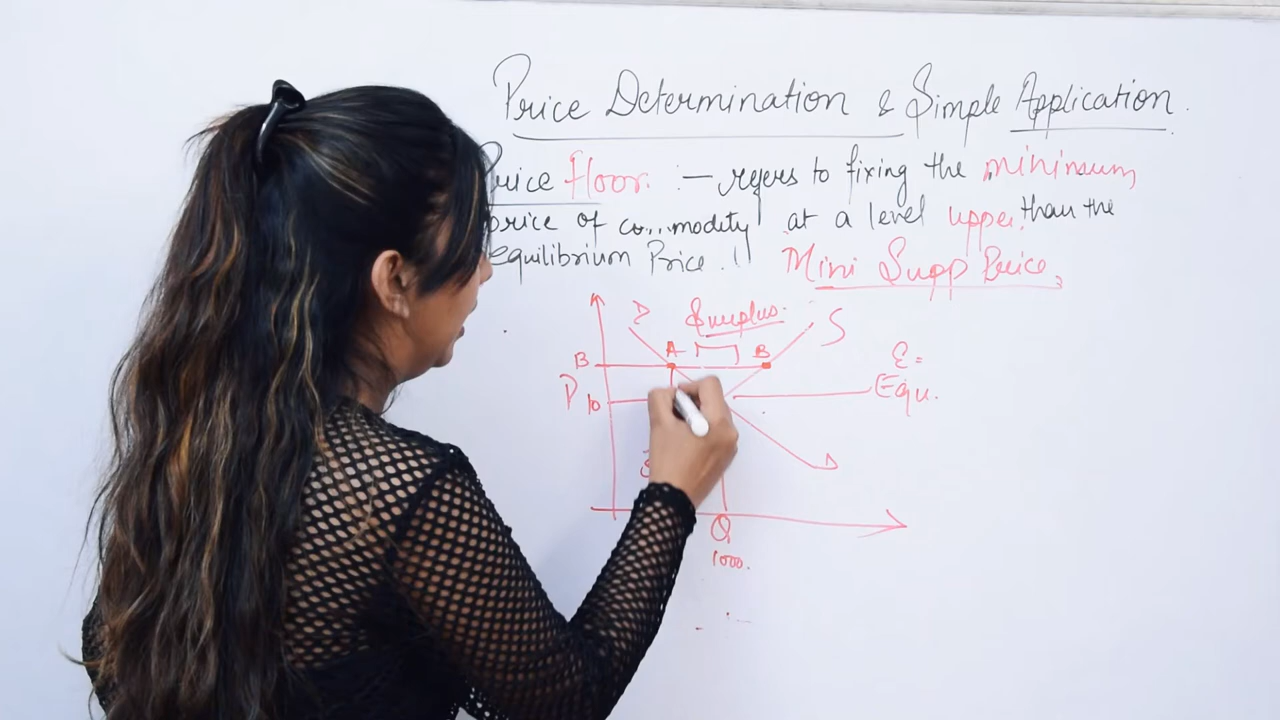 Price Determination & Simple Application.
Price Floor. :- refers to fixing the minimum
price of commodity at a level upper than the
equilibrium Price.
Mini Supp Price
D Surplus. S
A B
B
P 10
E =
Equ.
D
Q
1000.